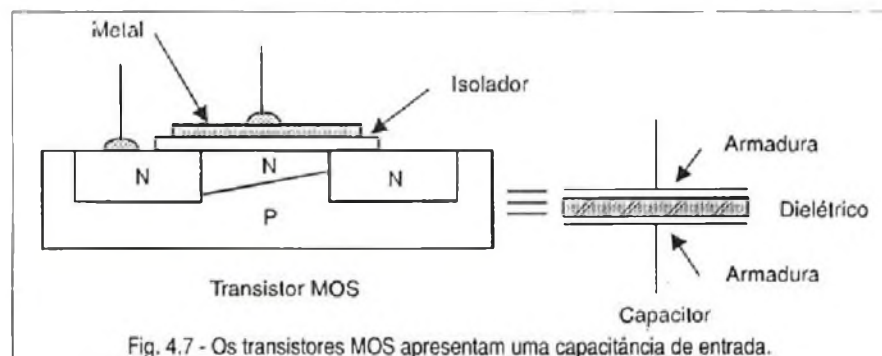 Metal
Isolador
N
N
N
P
Transistor MOS
Armadura
Dielétrico
Armadura
Capacitor
Fig. 4.7 - Os transistores MOS apresentam uma capacitância de entrada.